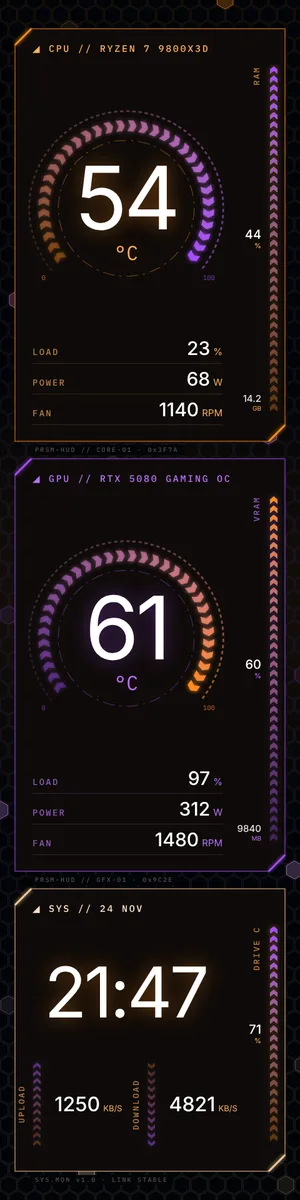 CPU // RYZEN 7 9800X3D
RAM
54
°C
0
100
44
%
LOAD 23 %
POWER 68 W
14.2
GB
FAN 1140 RPM
PRSM-HUD // CORE-01 · 0x3F7A
GPU // RTX 5080 GAMING OC
VRAM
61
°C
0
100
60
%
LOAD 97 %
POWER 312 W
9840
MB
FAN 1480 RPM
PRSM-HUD // GFX-01 · 0x9C2E
SYS // 24 NOV
DRIVE C
21:47
71
%
UPLOAD
1250 KB/S
DOWNLOAD
4821 KB/S
SYS.MON v1.0 · LINK STABLE